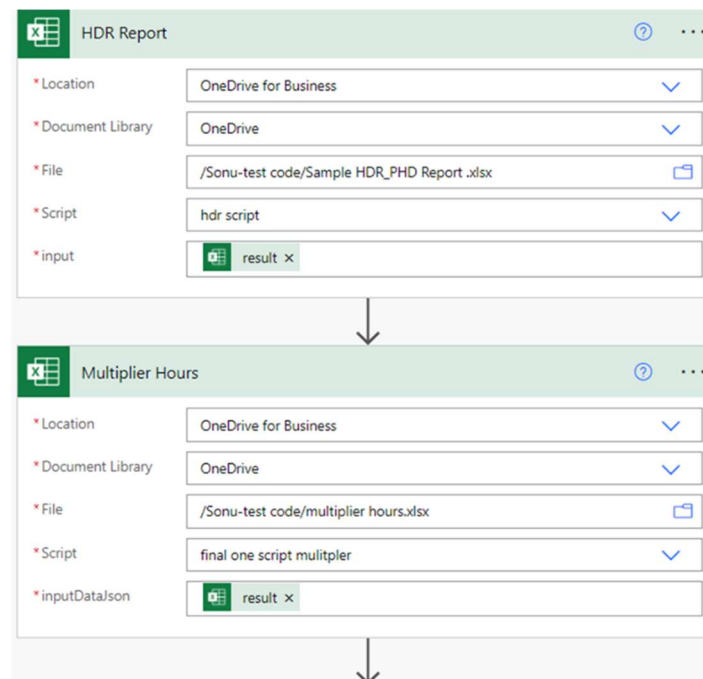 HDR Report
* Location OneDrive for Business
* Document Library OneDrive
* File /Sonu-test code/Sample HDR_PHD Report .xlsx
* Script hdr script
* input result ×
Multiplier Hours
* Location OneDrive for Business
* Document Library OneDrive
* File /Sonu-test code/multiplier hours.xlsx
* Script final one script mulitpler
* inputDataJson result ×